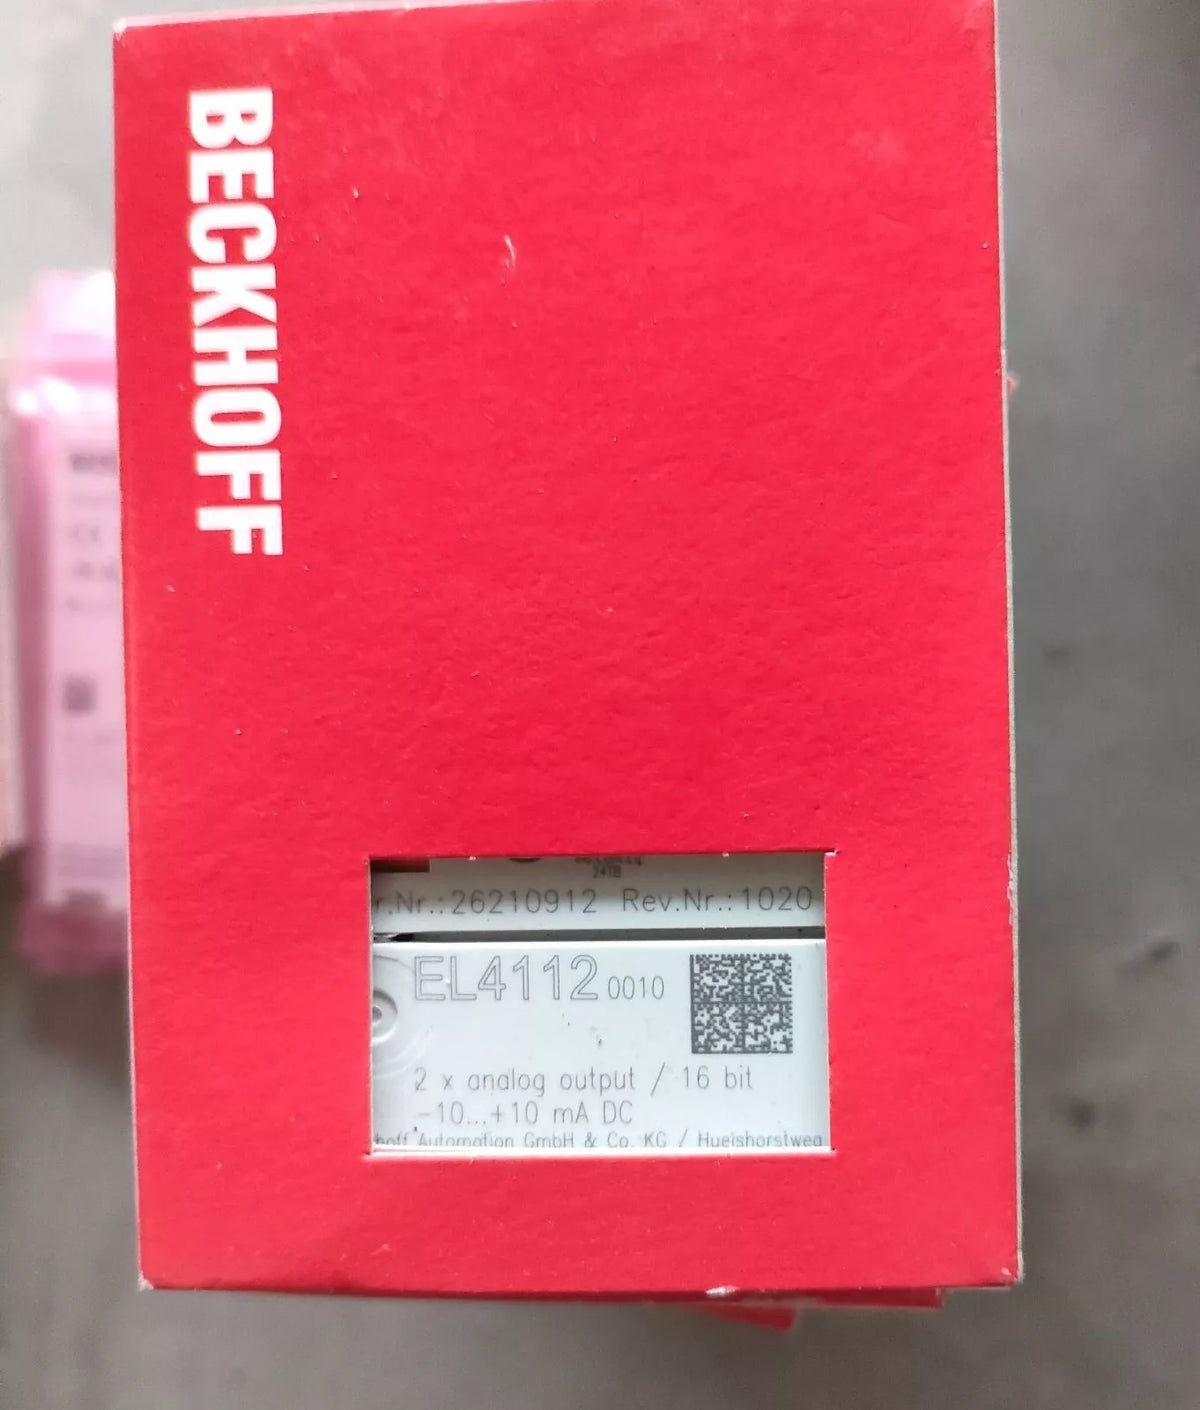 BECKHOFF
24TB
r.Nr.:26210912 Rev.Nr.:1020
EL4112 0010
2 x analog output / 16 bit
-10...+10 mA DC
hoff Automation GmbH & Co. KG / Huelshorstweg